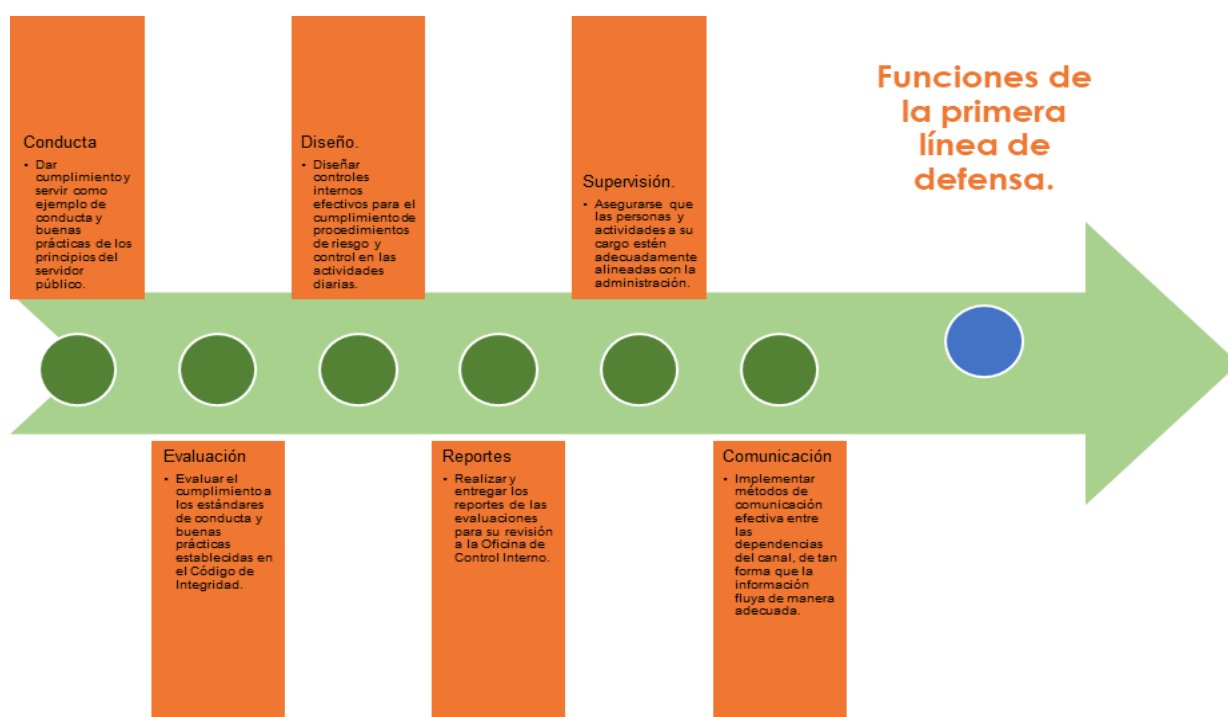 Funciones de
la primera
línea de
defensa.
Conducta
• Dar
cumplimiento y
servir como
ejemplo de
conducta y
buenas
prácticas de los
principios del
servidor
público.
Evaluación
• Evaluar el
cumplimiento a
los estándares
de conducta y
buenas
prácticas
establecidas en
el Código de
Integridad.
Diseño.
• Diseñar
controles
internos
efectivos para el
cumplimiento de
procedimientos
de riesgo y
control en las
actividades
diarias.
Reportes
• Realizar y
entregar los
reportes de las
evaluaciones
para su revisión
a la Oficina de
Control Interno.
Supervisión.
• Asegurarse que
las personas y
actividades a su
cargo estén
adecuadamente
alineadas con la
administración.
Comunicación
• Implementar
métodos de
comunicación
efectiva entre
las
dependencias
del canal, de tan
forma que la
información
fluya de manera
adecuada.